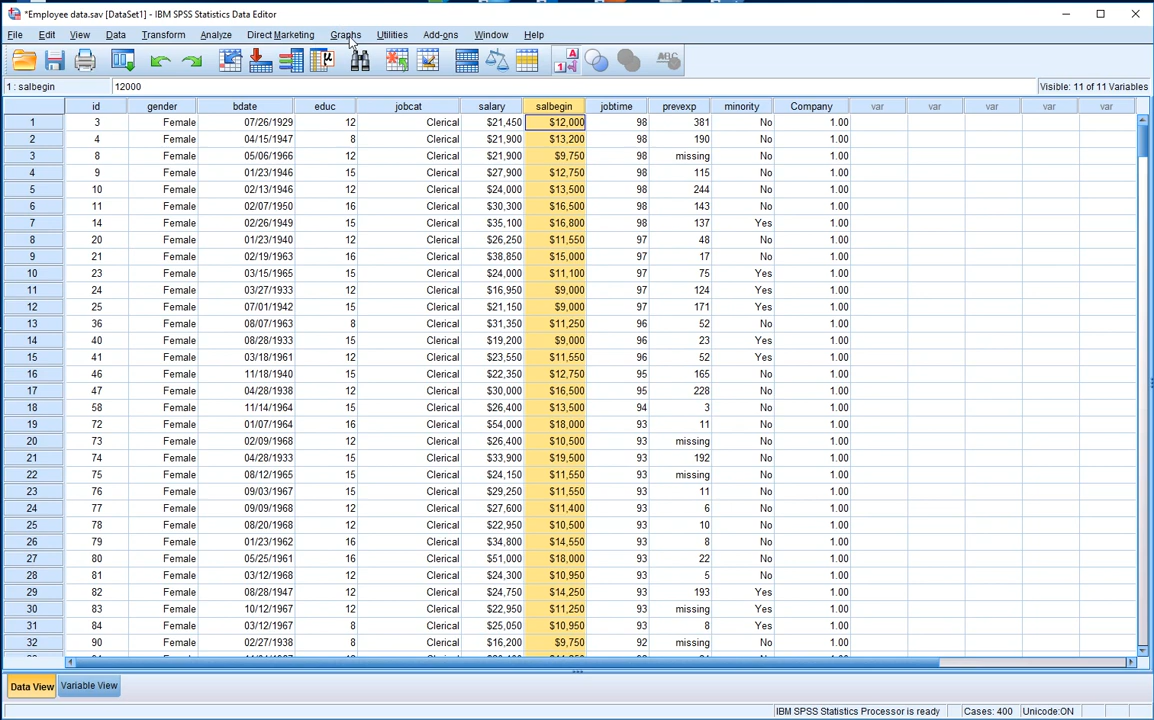 *Employee data.sav [DataSet1] - IBM SPSS Statistics Data Editor
File Edit View Data Transform Analyze Direct Marketing Graphs Utilities Add-ons Window Help
1 : salbegin 12000 Visible: 11 of 11 Variables
id gender bdate educ jobcat salary salbegin jobtime prevexp minority Company var var var var var
1 3 Female 07/26/1929 12 Clerical $21,450 $12,000 98 381 No 1.00
2 4 Female 04/15/1947 8 Clerical $21,900 $13,200 98 190 No 1.00
3 8 Female 05/06/1966 12 Clerical $21,900 $9,750 98 missing No 1.00
4 9 Female 01/23/1946 15 Clerical $27,900 $12,750 98 115 No 1.00
5 10 Female 02/13/1946 12 Clerical $24,000 $13,500 98 244 No 1.00
6 11 Female 02/07/1950 16 Clerical $30,300 $16,500 98 143 No 1.00
7 14 Female 02/26/1949 15 Clerical $35,100 $16,800 98 137 Yes 1.00
8 20 Female 01/23/1940 12 Clerical $26,250 $11,550 97 48 No 1.00
9 21 Female 02/19/1963 16 Clerical $38,850 $15,000 97 17 No 1.00
10 23 Female 03/15/1965 15 Clerical $24,000 $11,100 97 75 Yes 1.00
11 24 Female 03/27/1933 12 Clerical $16,950 $9,000 97 124 Yes 1.00
12 25 Female 07/01/1942 15 Clerical $21,150 $9,000 97 171 Yes 1.00
13 36 Female 08/07/1963 8 Clerical $31,350 $11,250 96 52 No 1.00
14 40 Female 08/28/1933 15 Clerical $19,200 $9,000 96 23 Yes 1.00
15 41 Female 03/18/1961 12 Clerical $23,550 $11,550 96 52 Yes 1.00
16 46 Female 11/18/1940 15 Clerical $22,350 $12,750 95 165 No 1.00
17 47 Female 04/28/1938 12 Clerical $30,000 $16,500 95 228 No 1.00
18 58 Female 11/14/1964 15 Clerical $26,400 $13,500 94 3 No 1.00
19 72 Female 01/07/1964 16 Clerical $54,000 $18,000 93 11 No 1.00
20 73 Female 02/09/1968 12 Clerical $26,400 $10,500 93 missing No 1.00
21 74 Female 04/28/1933 15 Clerical $33,900 $19,500 93 192 No 1.00
22 75 Female 08/12/1965 15 Clerical $24,150 $11,550 93 missing No 1.00
23 76 Female 09/03/1967 15 Clerical $29,250 $11,550 93 11 No 1.00
24 77 Female 09/09/1968 12 Clerical $27,600 $11,400 93 6 No 1.00
25 78 Female 08/20/1968 12 Clerical $22,950 $10,500 93 10 No 1.00
26 79 Female 01/23/1962 16 Clerical $34,800 $14,550 93 8 No 1.00
27 80 Female 05/25/1961 16 Clerical $51,000 $18,000 93 22 No 1.00
28 81 Female 03/12/1968 12 Clerical $24,300 $10,950 93 5 No 1.00
29 82 Female 08/28/1947 12 Clerical $24,750 $14,250 93 193 Yes 1.00
30 83 Female 10/12/1967 12 Clerical $22,950 $11,250 93 missing Yes 1.00
31 84 Female 03/12/1967 8 Clerical $25,050 $10,950 93 8 Yes 1.00
32 90 Female 02/27/1938 8 Clerical $16,200 $9,750 92 missing No 1.00
Data View Variable View
IBM SPSS Statistics Processor is ready Cases: 400 Unicode:ON